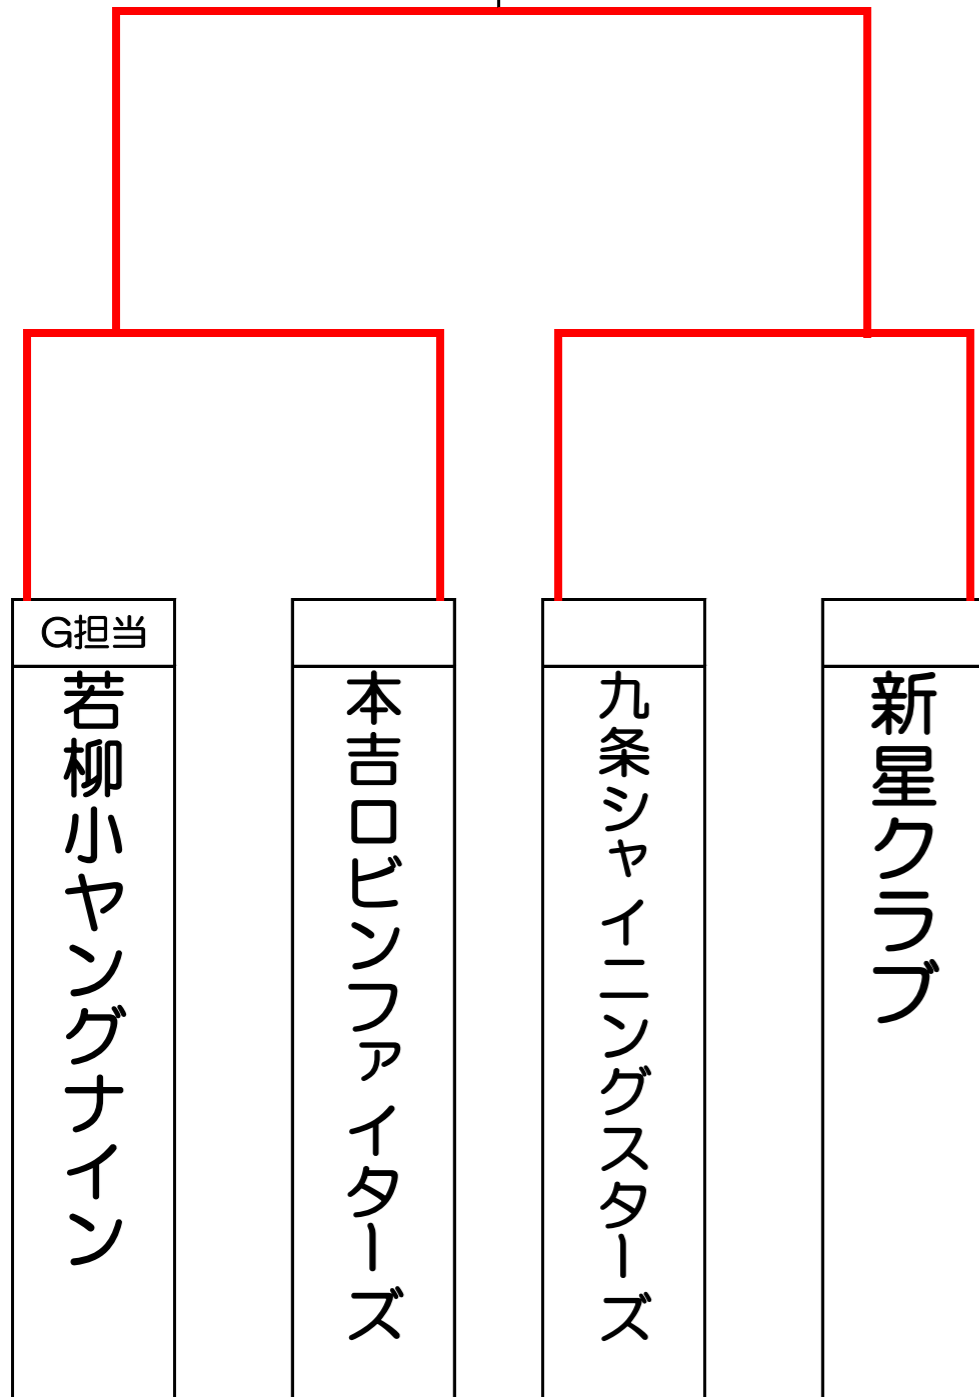 G担当
若柳小ヤングナイン
本吉ロビンファイターズ
九条シャイニングスターズ
新星クラブ